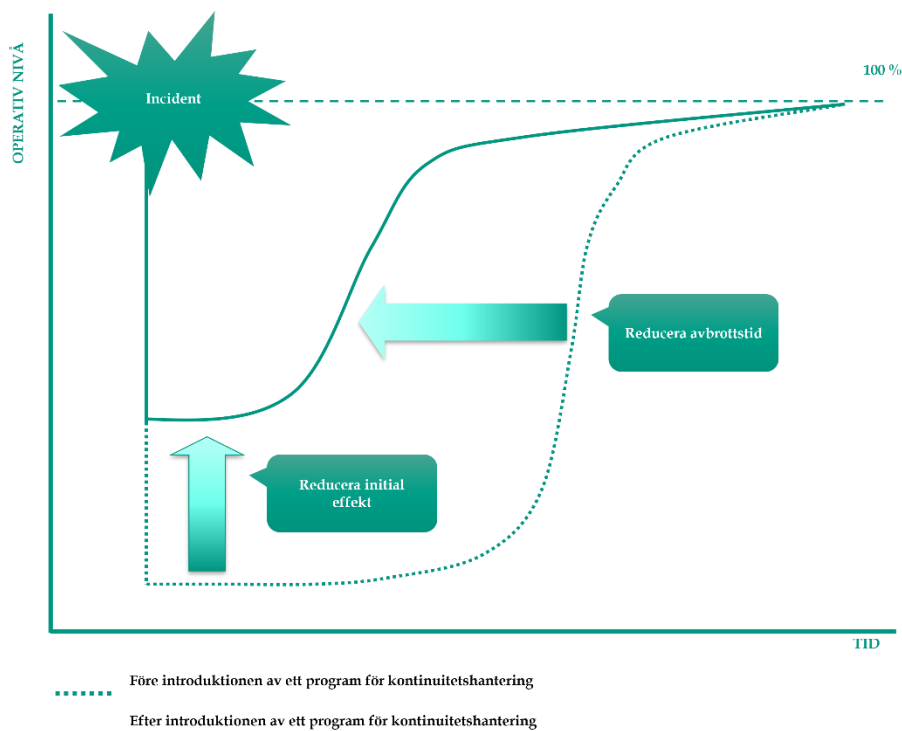 OPERATIV NIVÅ
Incident
100 %
Reducera avbrottstid
Reducera initial
effekt
TID
Före introduktionen av ett program för kontinuitetshantering
Efter introduktionen av ett program för kontinuitetshantering